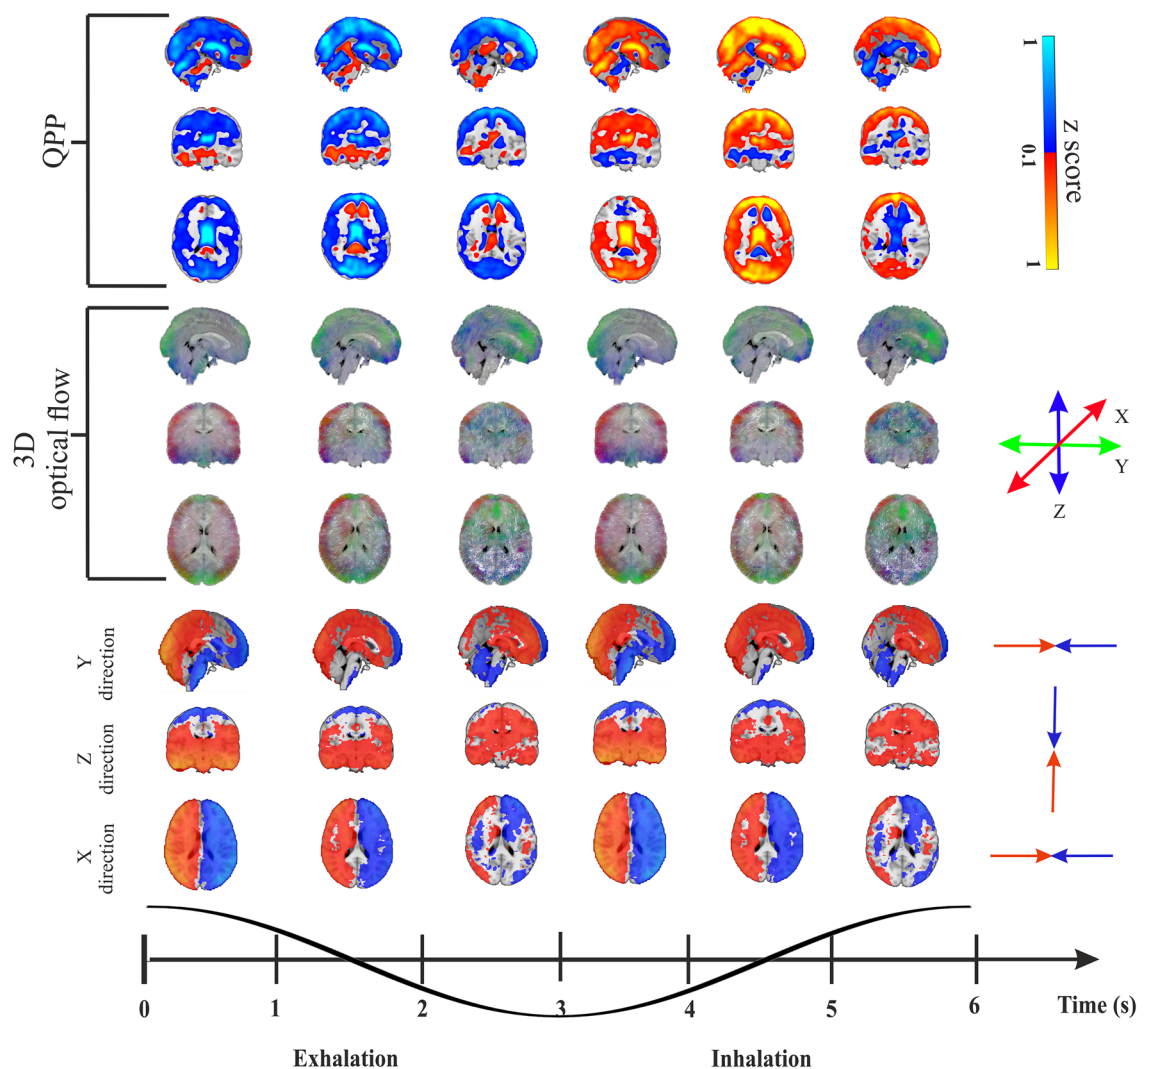 QPP
1
0.1
1
z score
3D
optical flow
X
Y
Z
Y
direction
Z
direction
X
direction
0
1
2
3
4
5
6
Time (s)
Exhalation
Inhalation